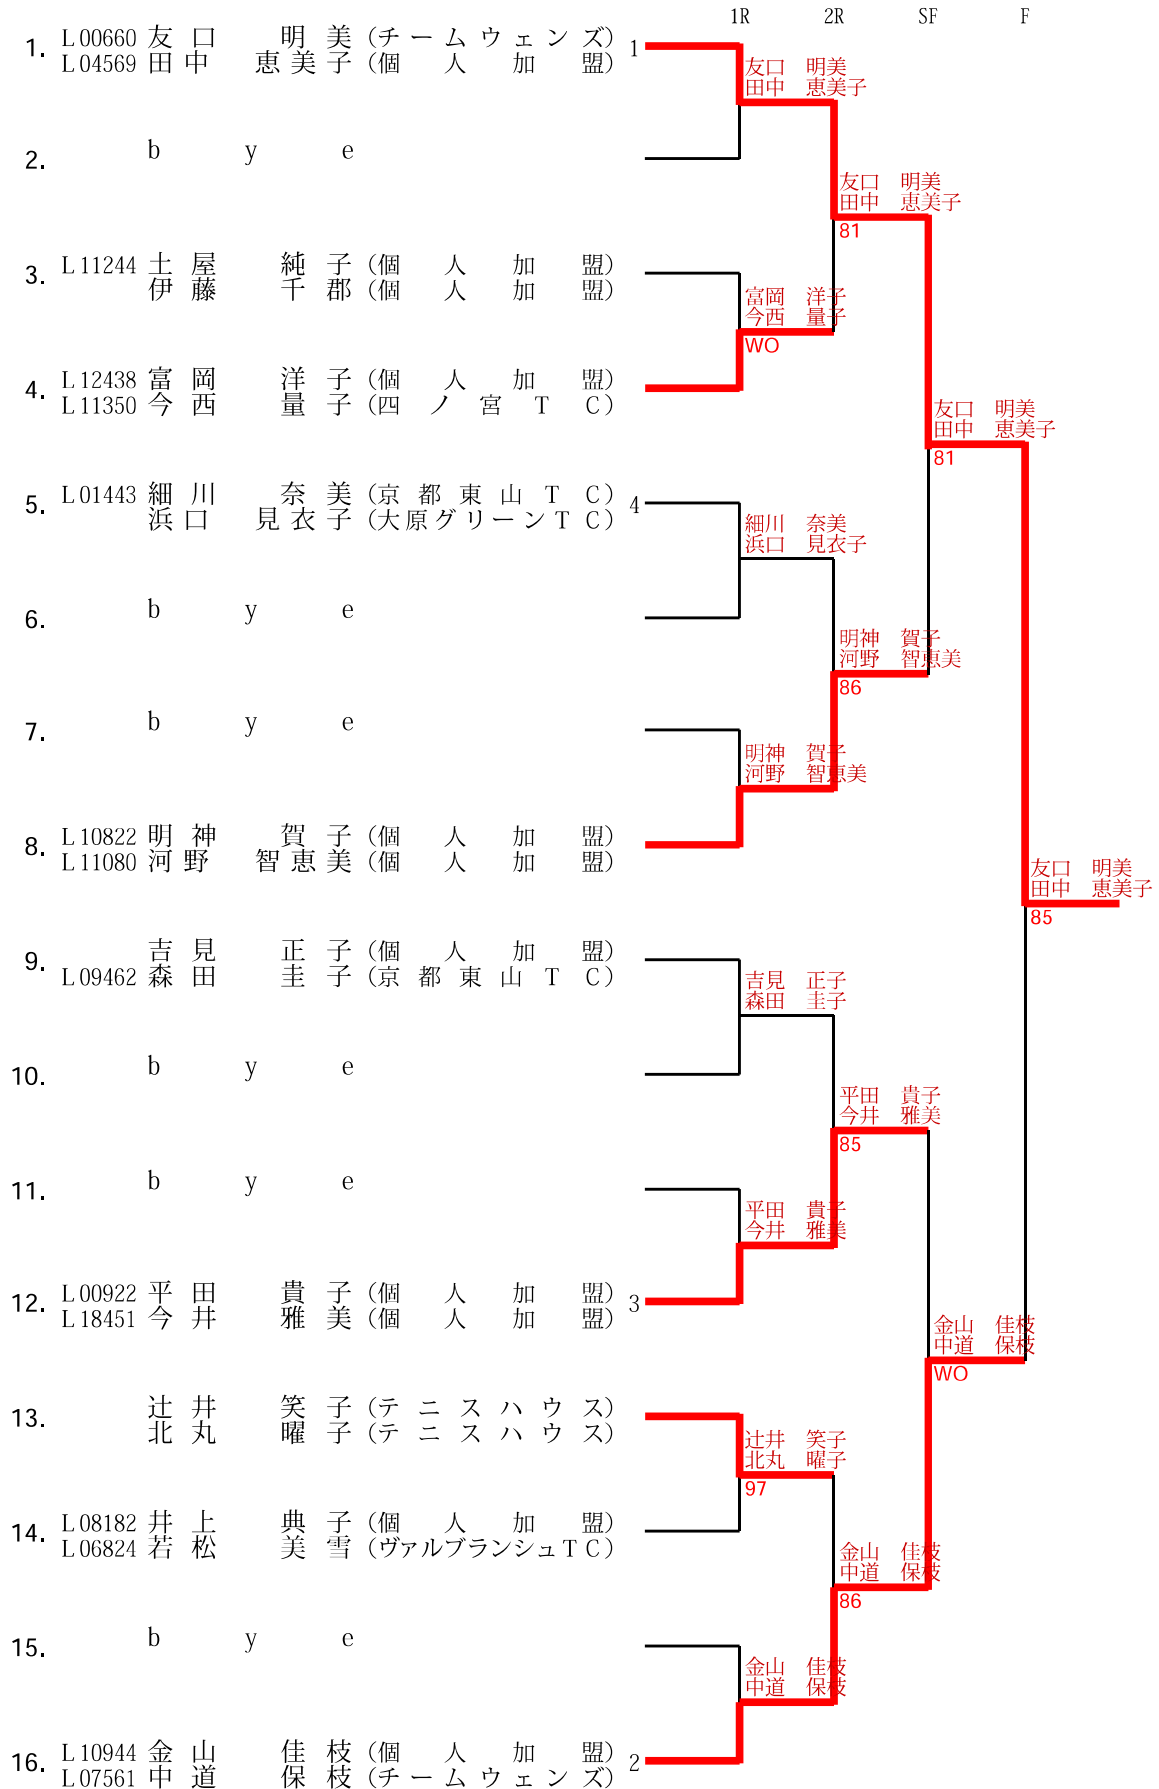 1R 2R SF F
1. L00660 友口 明美 (チームウェンズ) 1
L04569 田中 恵美子 (個人加盟)
友口 明美
田中 恵美子
2. bye
友口 明美
田中 恵美子
81
3. L11244 土屋 純子 (個人加盟)
伊藤 千郡 (個人加盟)
富岡 洋子
今西 量子
WO
4. L12438 富岡 洋子 (個人加盟)
L11350 今西 量子 (四ノ宮TC)
友口 明美
田中 恵美子
81
5. L01443 細川 奈美 (京都東山TC) 4
浜口 見衣子 (大原グリーンTC)
細川 奈美
浜口 見衣子
6. bye
明神 賀子
河野 智恵美
86
7. bye
明神 賀子
河野 智恵美
8. L10822 明神 賀子 (個人加盟)
L11080 河野 智恵美 (個人加盟)
友口 明美
田中 恵美子
85
9. 吉見 正子 (個人加盟)
L09462 森田 圭子 (京都東山TC)
吉見 正子
森田 圭子
10. bye
平田 貴子
今井 雅美
85
11. bye
平田 貴子
今井 雅美
12. L00922 平田 貴子 (個人加盟) 3
L18451 今井 雅美 (個人加盟)
金山 佳枝
中道 保枝
WO
13. 辻井 笑子 (テニスハウス)
北丸 曜子 (テニスハウス)
辻井 笑子
北丸 曜子
97
14. L08182 井上 典子 (個人加盟)
L06824 若松 美雪 (ヴァルブランシュTC)
金山 佳枝
中道 保枝
86
15. bye
金山 佳枝
中道 保枝
16. L10944 金山 佳枝 (個人加盟) 2
L07561 中道 保枝 (チームウェンズ)